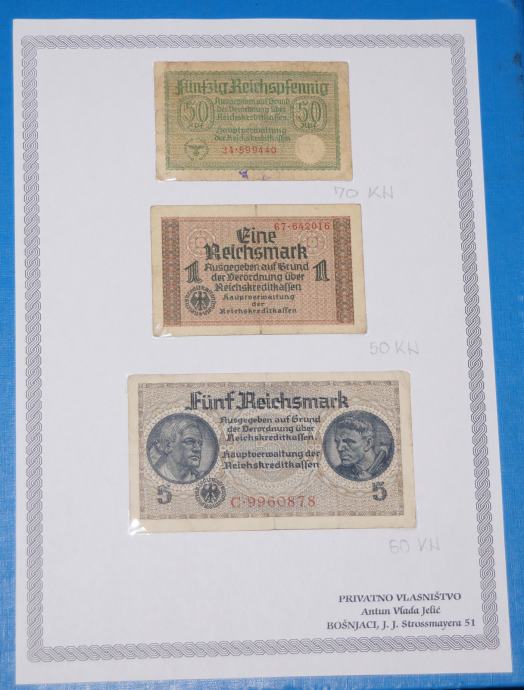 Fünfzig Reichspfennig
50
Rpf
Ausgegeben auf Grund
der Verordnung über
Reichskreditkassen.
Hauptverwaltung
der Reichskreditkassen
50
Rpf
24·599440
70 KN
67·642016
Eine
Reichsmark
1
Ausgegeben auf Grund
der Verordnung über
Reichskreditkassen
1
Hauptverwaltung
der
Reichskreditkassen
50 KN
Fünf Reichsmark
Ausgegeben auf Grund
der Verordnung über
Reichskreditkassen.
Hauptverwaltung der
Reichskreditkassen
5
5
C·9960878
60 KN
PRIVATNO VLASNIŠTVO
Antun Vlada Jelić
BOŠNJACI, J. J. Strossmayera 51